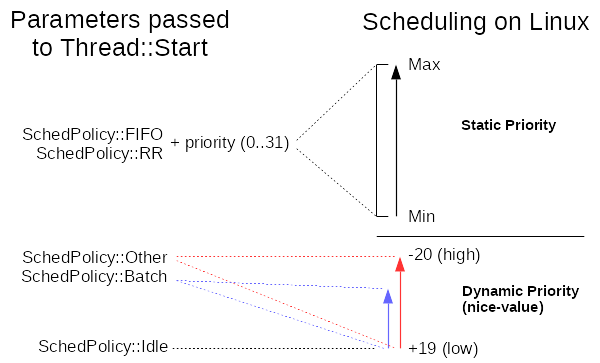 Parameters passed
to Thread::Start
Scheduling on Linux
Max
SchedPolicy::FIFO
SchedPolicy::RR
+ priority (0..31)
Static Priority
Min
SchedPolicy::Other
SchedPolicy::Batch
-20 (high)
Dynamic Priority
(nice-value)
SchedPolicy::Idle
+19 (low)